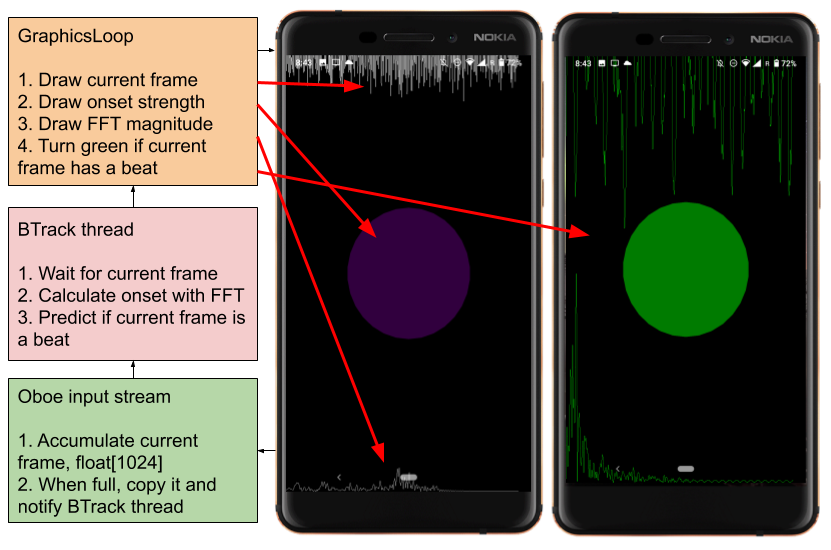 GraphicsLoop
1. Draw current frame
2. Draw onset strength
3. Draw FFT magnitude
4. Turn green if current
frame has a beat
BTrack thread
1. Wait for current frame
2. Calculate onset with FFT
3. Predict if current frame is
a beat
Oboe input stream
1. Accumulate current
frame, float[1024]
2. When full, copy it and
notify BTrack thread
NOKIA
8:43 R 72%
NOKIA
8:43 R 72%